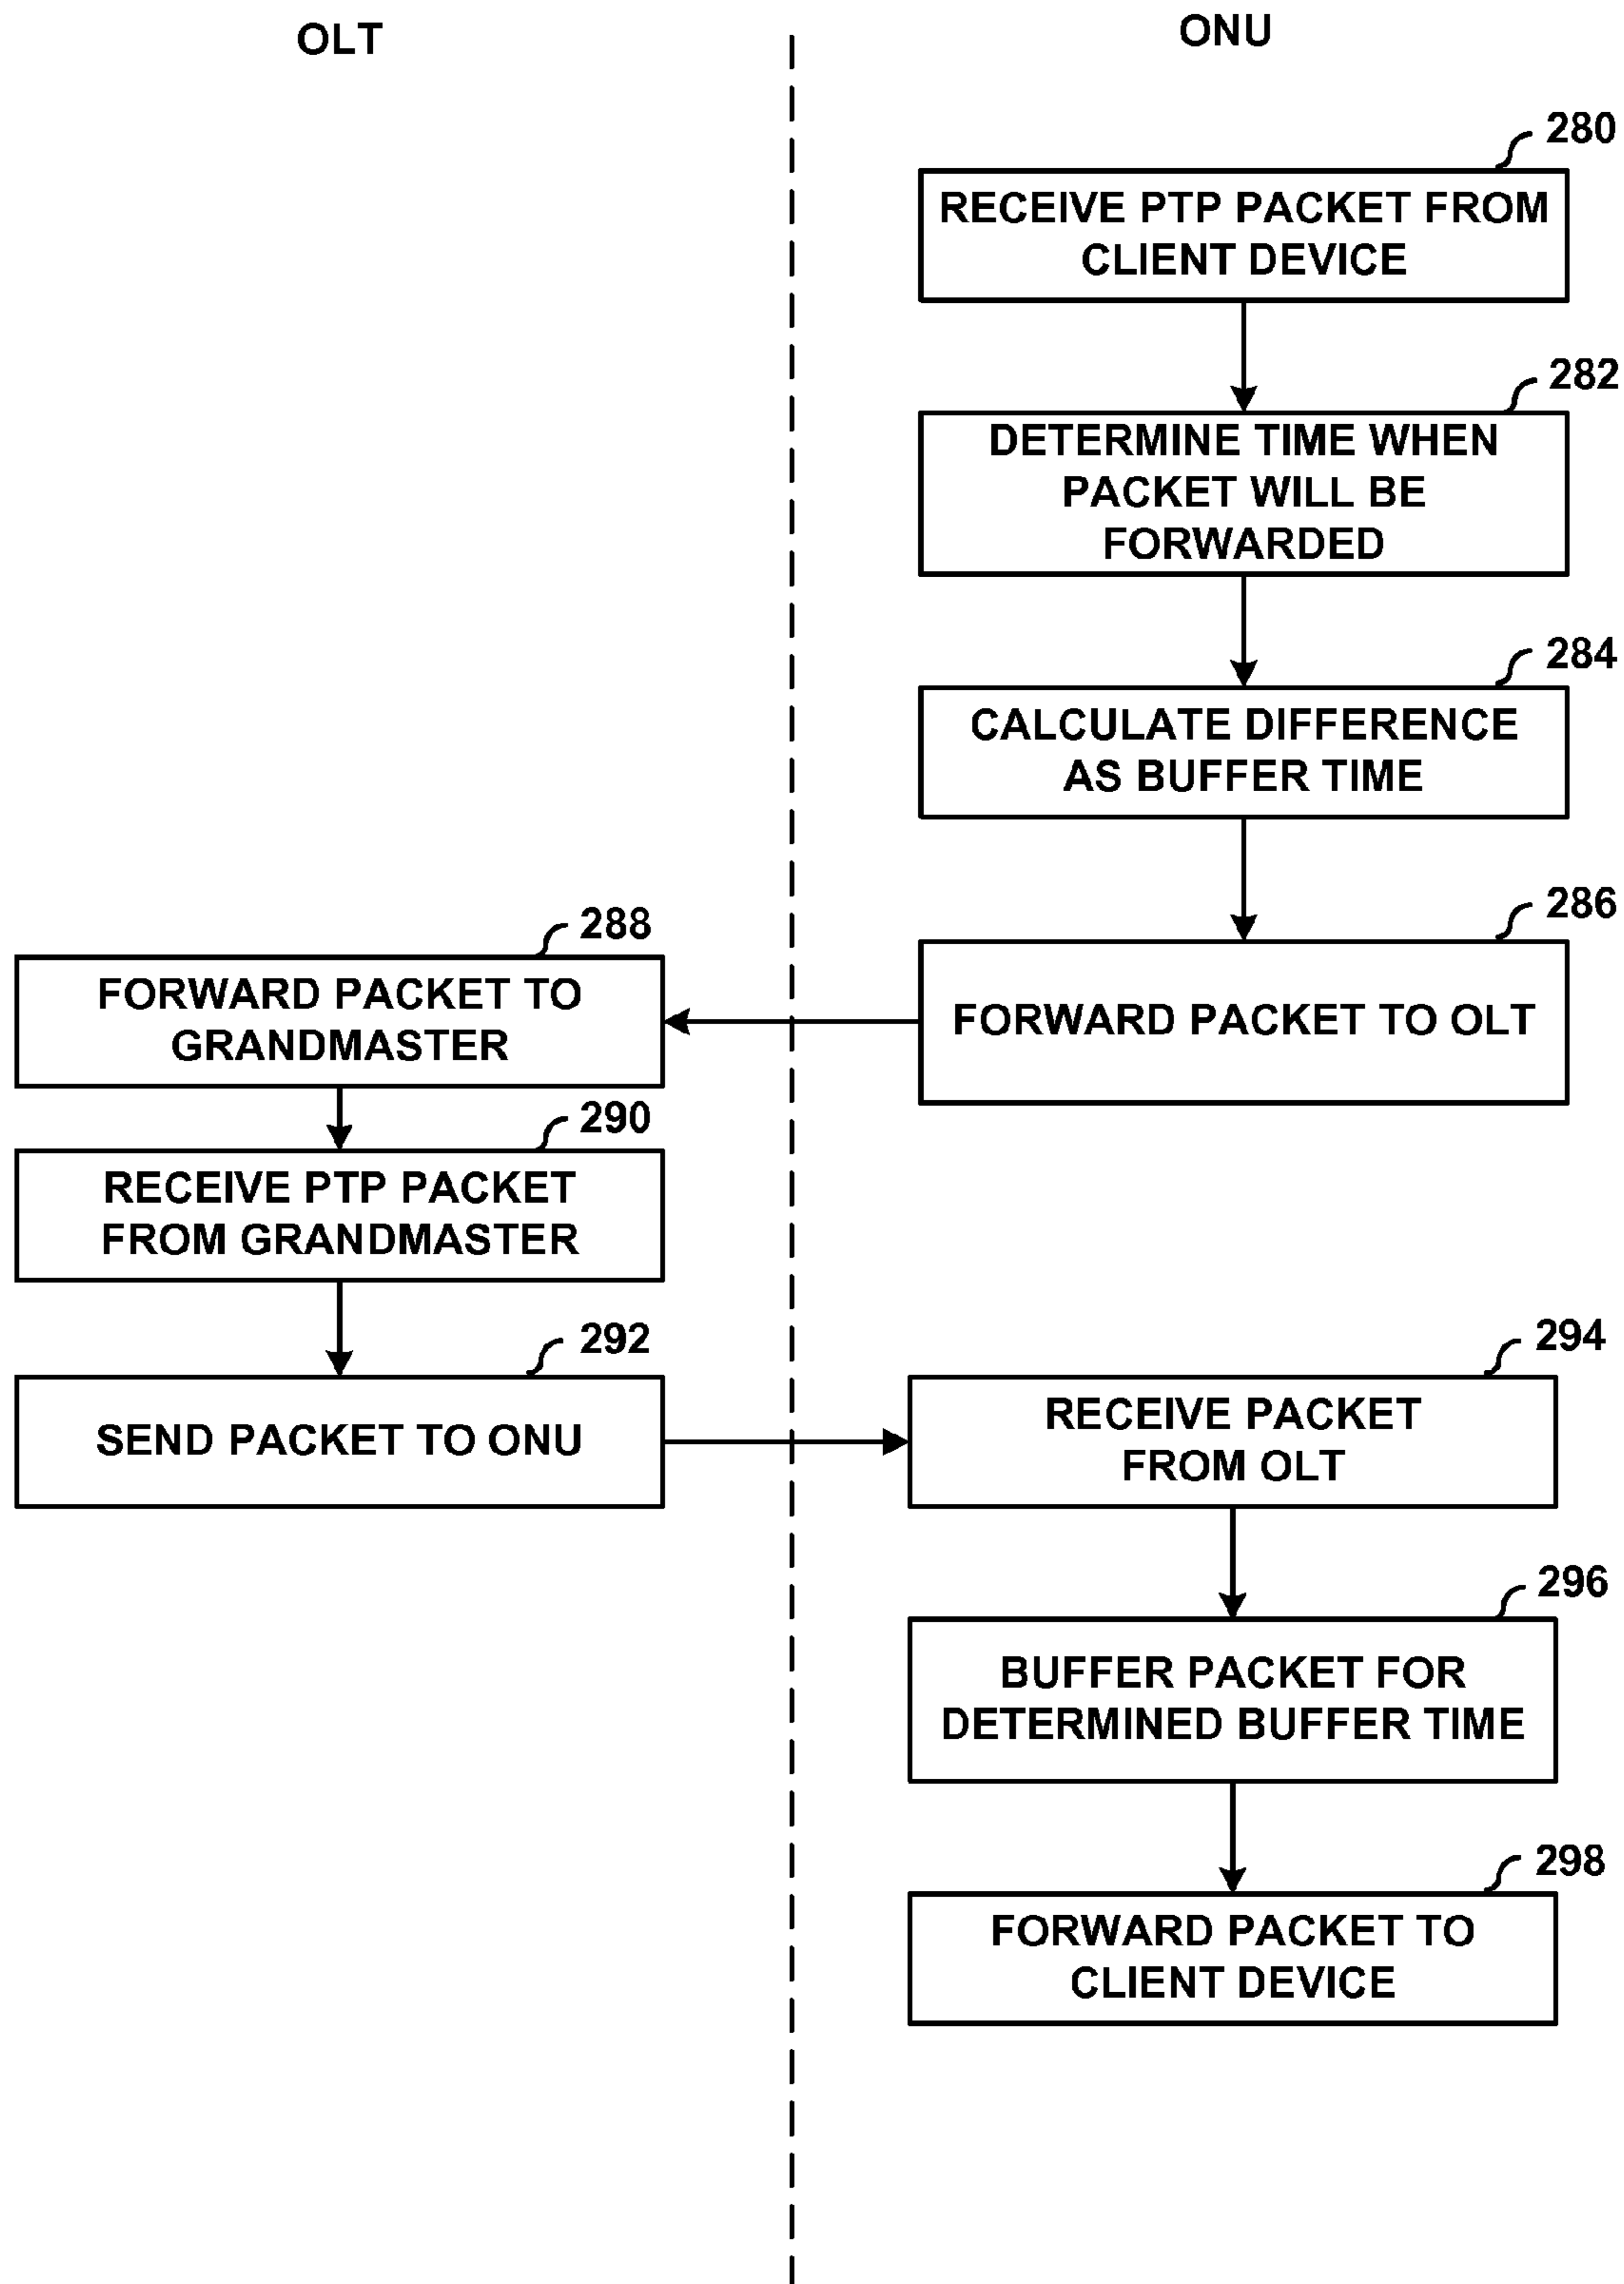 OLT
ONU
280
RECEIVE PTP PACKET FROM
CLIENT DEVICE
282
DETERMINE TIME WHEN
PACKET WILL BE
FORWARDED
284
CALCULATE DIFFERENCE
AS BUFFER TIME
286
FORWARD PACKET TO OLT
288
FORWARD PACKET TO
GRANDMASTER
290
RECEIVE PTP PACKET
FROM GRANDMASTER
292
SEND PACKET TO ONU
294
RECEIVE PACKET
FROM OLT
296
BUFFER PACKET FOR
DETERMINED BUFFER TIME
298
FORWARD PACKET TO
CLIENT DEVICE